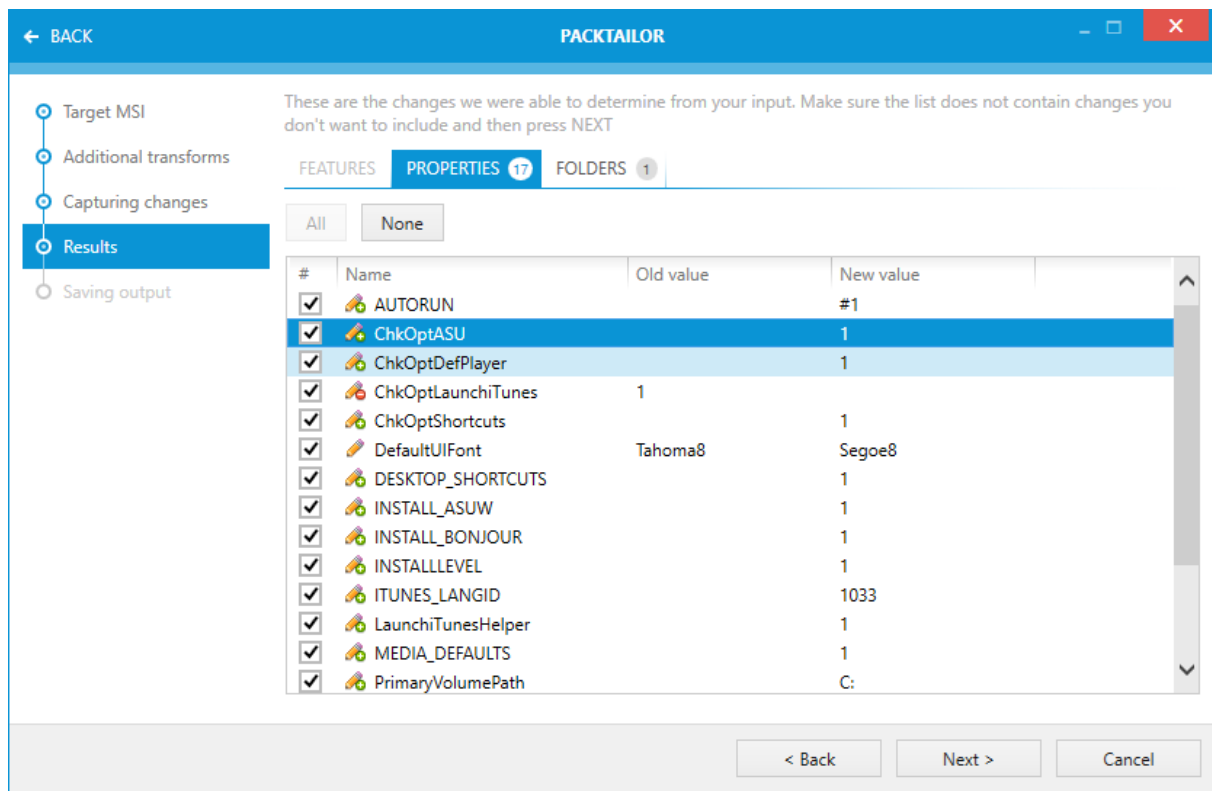 BACK
PACKTAILOR
Target MSI
Additional transforms
Capturing changes
Results
Saving output
These are the changes we were able to determine from your input. Make sure the list does not contain changes you
don't want to include and then press NEXT
FEATURES PROPERTIES 17 FOLDERS 1
All None
# Name Old value New value
AUTORUN #1
ChkOptASU 1
ChkOptDefPlayer 1
ChkOptLaunchiTunes 1
ChkOptShortcuts 1
DefaultUIFont Tahoma8 Segoe8
DESKTOP_SHORTCUTS 1
INSTALL_ASUW 1
INSTALL_BONJOUR 1
INSTALLLEVEL 1
ITUNES_LANGID 1033
LaunchiTunesHelper 1
MEDIA_DEFAULTS 1
PrimaryVolumePath C:
< Back Next > Cancel